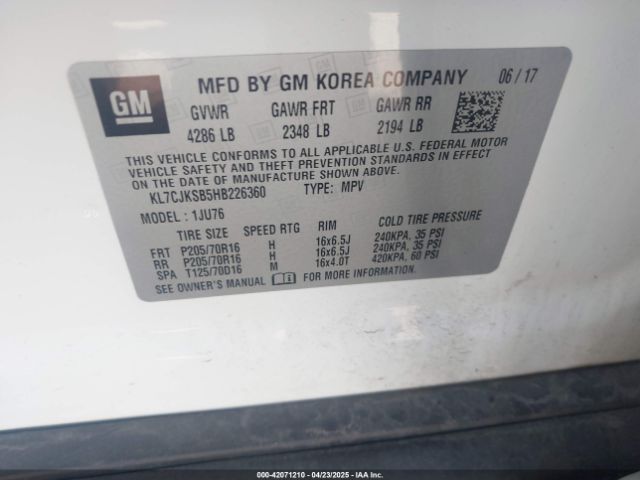 GM
MFD BY GM KOREA COMPANY 06/17
GVWR GAWR FRT GAWR RR
4286 LB 2348 LB 2194 LB
THIS VEHICLE CONFORMS TO ALL APPLICABLE U.S. FEDERAL MOTOR
VEHICLE SAFETY AND THEFT PREVENTION STANDARDS IN EFFECT
ON THE DATE OF MANUFACTURE SHOWN ABOVE.
KL7CJKSB5HB226360 TYPE: MPV
MODEL: 1JU76
TIRE SIZE SPEED RTG RIM COLD TIRE PRESSURE
FRT P205/70R16 H 16x6.5J 240KPA, 35 PSI
RR P205/70R16 H 16x6.5J 240KPA, 35 PSI
SPA T125/70D16 M 16x4.0T 420KPA, 60 PSI
SEE OWNER'S MANUAL FOR MORE INFORMATION.
000-42071210 - 04/23/2025 - IAAI.com